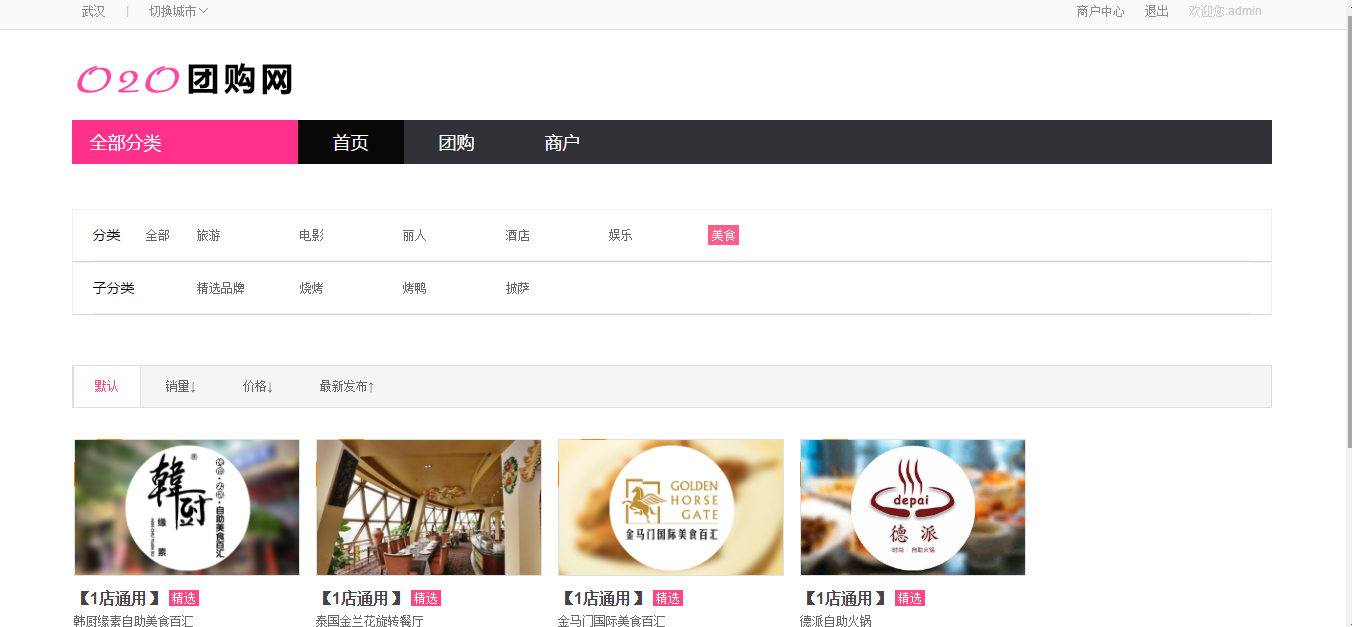 武汉 | 切换城市 商户中心 退出 欢迎您:admin
O2O团购网
全部分类 首页 团购 商户
分类 全部 旅游 电影 丽人 酒店 娱乐 美食
子分类 精选品牌 烧烤 烤鸭 披萨
默认 销量↓ 价格↓ 最新发布↑
韩厨®
缘素
自助美食百汇
GOLDEN
HORSE
GATE
金马门国际美食百汇
depai
德派
时尚·自助火锅
【1店通用】 精选 【1店通用】 精选 【1店通用】 精选 【1店通用】 精选
韩厨缘素自助美食百汇 泰国金兰花旋转餐厅 金马门国际美食百汇 德派自助火锅